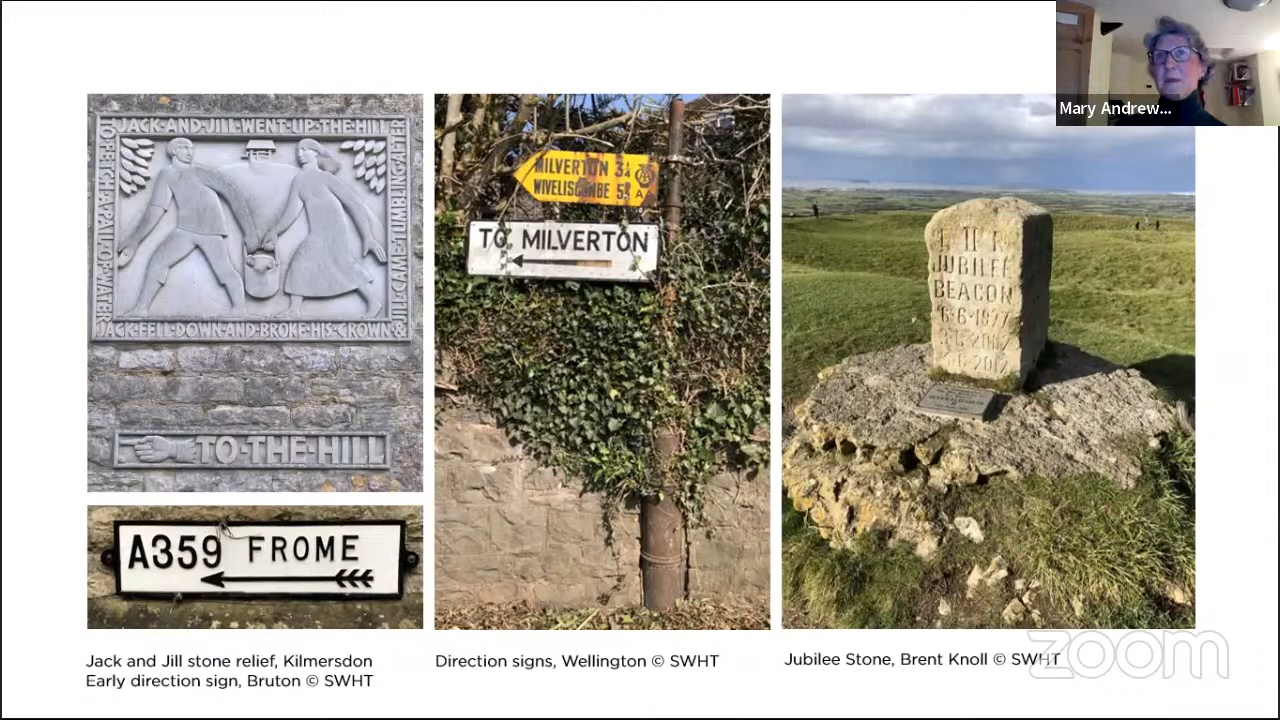 Mary Andrew...
JACK·AND·JILL·WENT·UP·THE·HILL
TO·FETCH·A·PAIL·OF·WATER
JACK·FELL·DOWN·AND·BROKE·HIS·CROWN &
JILL·CAME·TUMBLING·AFTER
TO·THE·HILL
A359 FROME
MILVERTON 3¾
WIVELISCOMBE
AA
TO MILVERTON
JUBILEE
BEACON
6·6·1977
Jack and Jill stone relief, Kilmersdon
Early direction sign, Bruton © SWHT
Direction signs, Wellington © SWHT
Jubilee Stone, Brent Knoll © SWHT
zoom